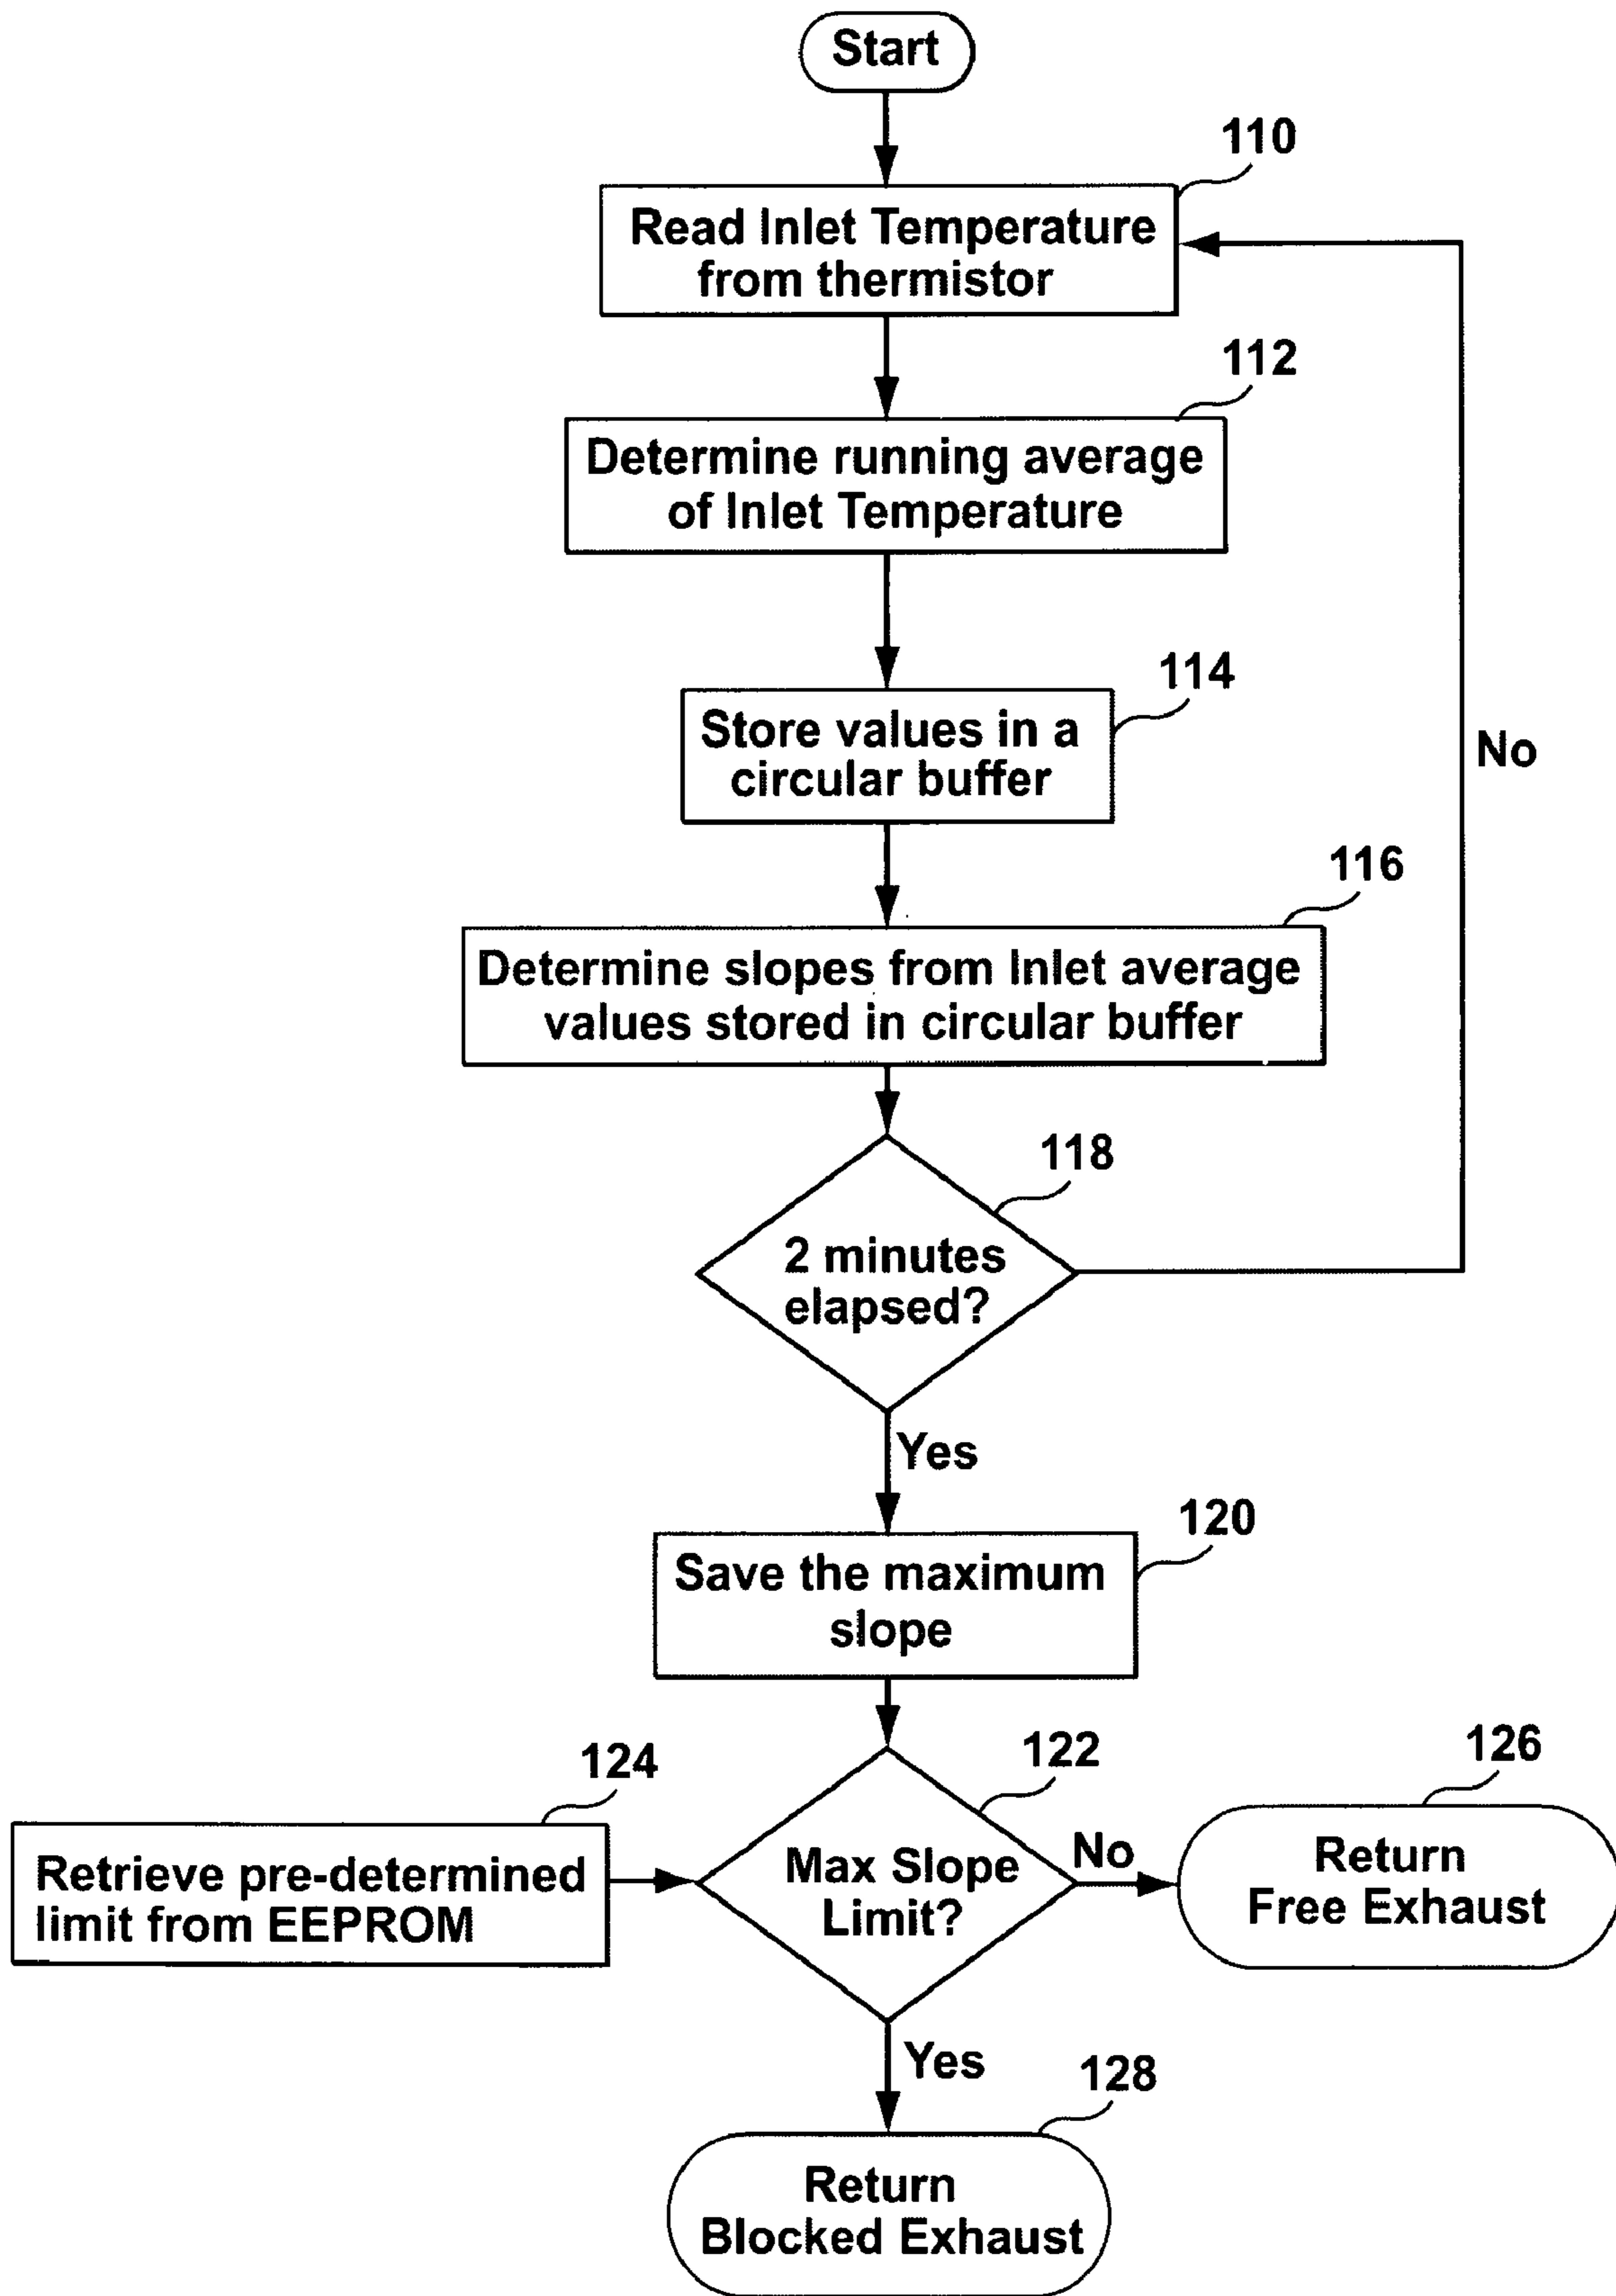 Start
110
Read Inlet Temperature
from thermistor
112
Determine running average
of Inlet Temperature
114
Store values in a
circular buffer
No
116
Determine slopes from Inlet average
values stored in circular buffer
118
2 minutes
elapsed?
Yes
120
Save the maximum
slope
124
Retrieve pre-determined
limit from EEPROM
122
Max Slope
Limit?
No
126
Return
Free Exhaust
Yes
128
Return
Blocked Exhaust